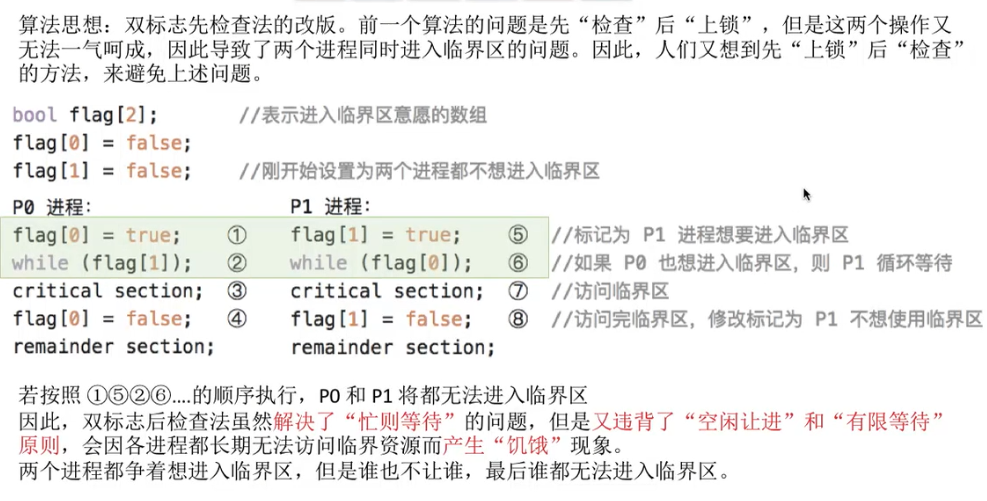 算法思想：双标志先检查法的改版。前一个算法的问题是先“检查”后“上锁”，但是这两个操作又
无法一气呵成，因此导致了两个进程同时进入临界区的问题。因此，人们又想到先“上锁”后“检查”
的方法，来避免上述问题。
bool flag[2]; //表示进入临界区意愿的数组
flag[0] = false;
flag[1] = false; //刚开始设置为两个进程都不想进入临界区
P0 进程： P1 进程：
flag[0] = true; ① flag[1] = true; ⑤ //标记为 P1 进程想要进入临界区
while (flag[1]); ② while (flag[0]); ⑥ //如果 P0 也想进入临界区，则 P1 循环等待
critical section; ③ critical section; ⑦ //访问临界区
flag[0] = false; ④ flag[1] = false; ⑧ //访问完临界区，修改标记为 P1 不想使用临界区
remainder section; remainder section;
若按照 ①⑤②⑥....的顺序执行，P0 和 P1 将都无法进入临界区
因此，双标志后检查法虽然解决了“忙则等待”的问题，但是又违背了“空闲让进”和“有限等待”
原则，会因各进程都长期无法访问临界资源而产生“饥饿”现象。
两个进程都争着想进入临界区，但是谁也不让谁，最后谁都无法进入临界区。